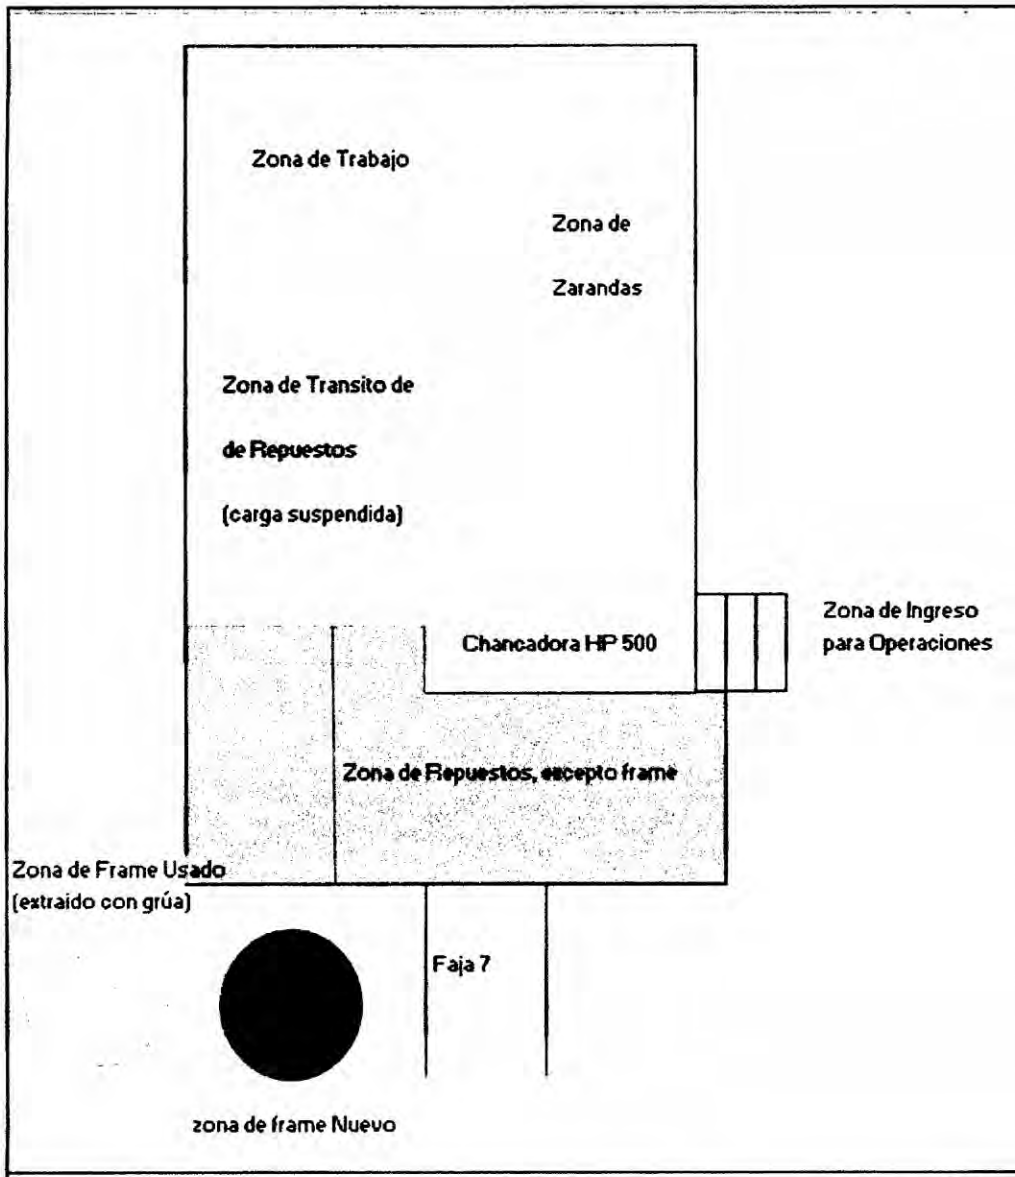 Zona de Trabajo
Zona de
Zarandas
Zona de Transito de
de Repuestos
(carga suspendida)
Chancadora HP 500
Zona de Ingreso
para Operaciones
Zona de Repuestos, excepto frame
Zona de Frame Usado
(extraido con grúa)
Faja 7
zona de frame Nuevo